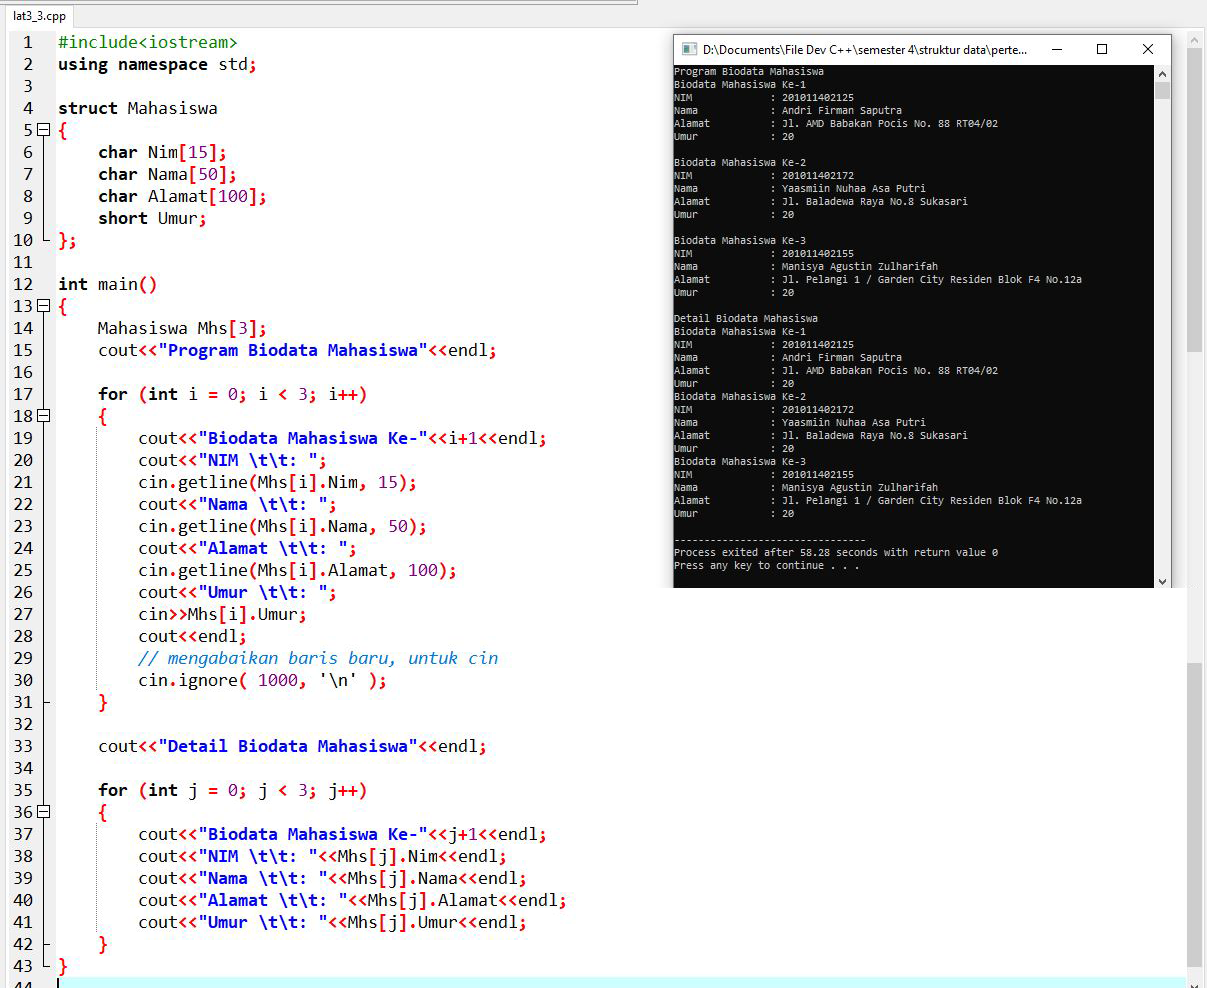 lat3_3.cpp
1 #include<iostream>
2 using namespace std;
3
4 struct Mahasiswa
5 {
6 char Nim[15];
7 char Nama[50];
8 char Alamat[100];
9 short Umur;
10 };
11
12 int main()
13 {
14 Mahasiswa Mhs[3];
15 cout<<"Program Biodata Mahasiswa"<<endl;
16
17 for (int i = 0; i < 3; i++)
18 {
19 cout<<"Biodata Mahasiswa Ke-"<<i+1<<endl;
20 cout<<"NIM \t\t: ";
21 cin.getline(Mhs[i].Nim, 15);
22 cout<<"Nama \t\t: ";
23 cin.getline(Mhs[i].Nama, 50);
24 cout<<"Alamat \t\t: ";
25 cin.getline(Mhs[i].Alamat, 100);
26 cout<<"Umur \t\t: ";
27 cin>>Mhs[i].Umur;
28 cout<<endl;
29 // mengabaikan baris baru, untuk cin
30 cin.ignore( 1000, '\n' );
31 }
32
33 cout<<"Detail Biodata Mahasiswa"<<endl;
34
35 for (int j = 0; j < 3; j++)
36 {
37 cout<<"Biodata Mahasiswa Ke-"<<j+1<<endl;
38 cout<<"NIM \t\t: "<<Mhs[j].Nim<<endl;
39 cout<<"Nama \t\t: "<<Mhs[j].Nama<<endl;
40 cout<<"Alamat \t\t: "<<Mhs[j].Alamat<<endl;
41 cout<<"Umur \t\t: "<<Mhs[j].Umur<<endl;
42 }
43 }
44
D:\Documents\File Dev C++\semester 4\struktur data\perte...
Program Biodata Mahasiswa
Biodata Mahasiswa Ke-1
NIM : 201011402125
Nama : Andri Firman Saputra
Alamat : Jl. AMD Babakan Pocis No. 88 RT04/02
Umur : 20

Biodata Mahasiswa Ke-2
NIM : 201011402172
Nama : Yaasmiin Nuhaa Asa Putri
Alamat : Jl. Baladewa Raya No.8 Sukasari
Umur : 20

Biodata Mahasiswa Ke-3
NIM : 201011402155
Nama : Manisya Agustin Zulharifah
Alamat : Jl. Pelangi 1 / Garden City Residen Blok F4 No.12a
Umur : 20

Detail Biodata Mahasiswa
Biodata Mahasiswa Ke-1
NIM : 201011402125
Nama : Andri Firman Saputra
Alamat : Jl. AMD Babakan Pocis No. 88 RT04/02
Umur : 20
Biodata Mahasiswa Ke-2
NIM : 201011402172
Nama : Yaasmiin Nuhaa Asa Putri
Alamat : Jl. Baladewa Raya No.8 Sukasari
Umur : 20
Biodata Mahasiswa Ke-3
NIM : 201011402155
Nama : Manisya Agustin Zulharifah
Alamat : Jl. Pelangi 1 / Garden City Residen Blok F4 No.12a
Umur : 20

--------------------------------
Process exited after 58.28 seconds with return value 0
Press any key to continue . . .